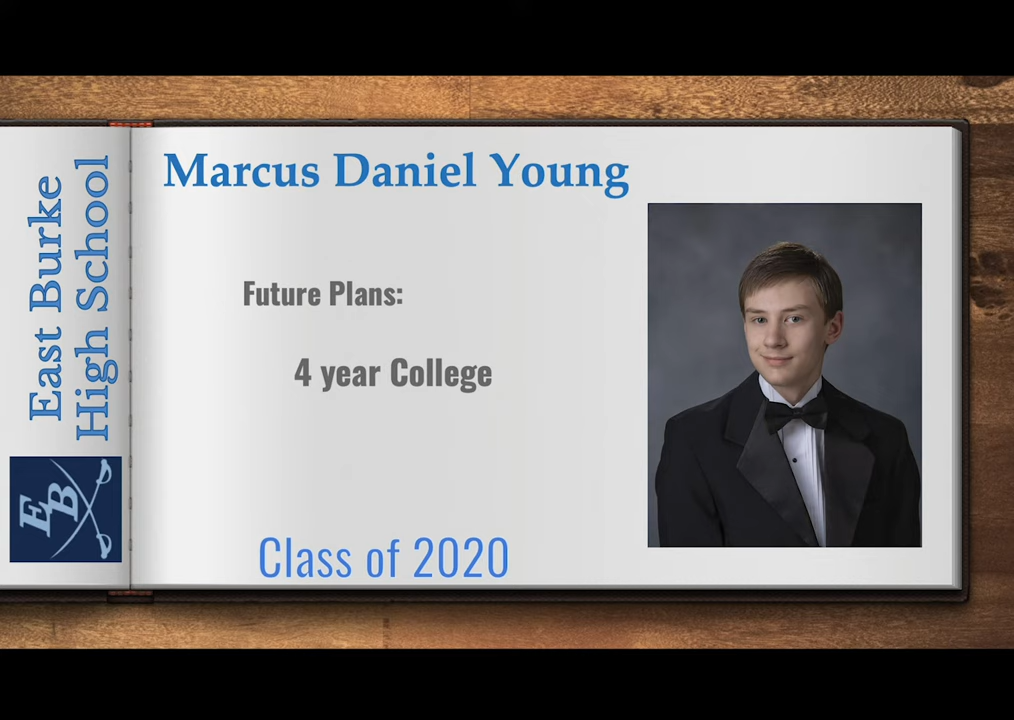 East Burke
High School
EB
Marcus Daniel Young
Future Plans:
4 year College
Class of 2020